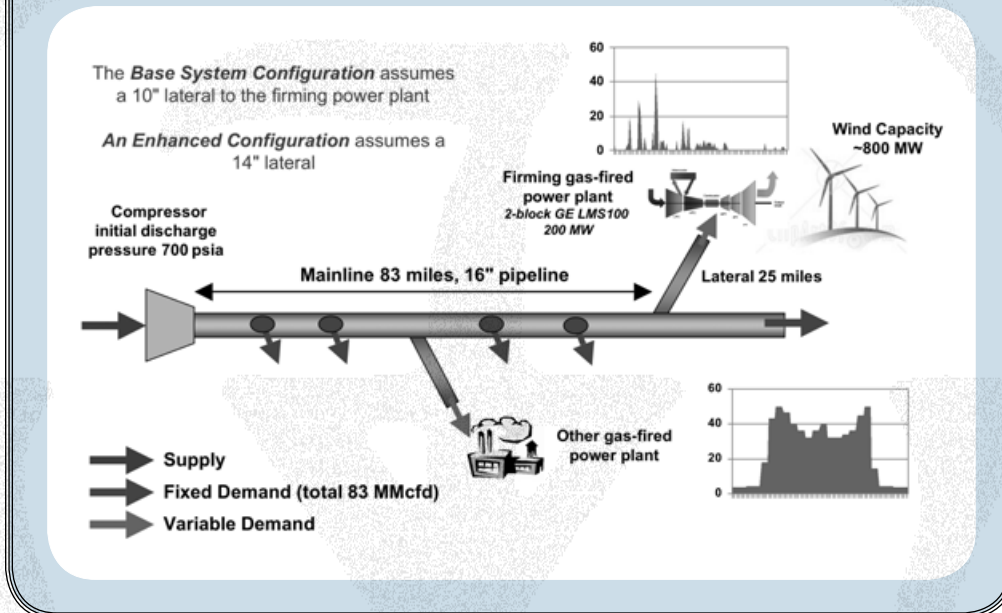 The Base System Configuration assumes
a 10" lateral to the firming power plant
An Enhanced Configuration assumes a
14" lateral
60
40
20
0
Wind Capacity
~800 MW
Firming gas-fired
power plant
2-block GE LMS100
200 MW
Compressor
initial discharge
pressure 700 psia
Mainline 83 miles, 16" pipeline
Lateral 25 miles
60
40
20
0
Other gas-fired
power plant
Supply
Fixed Demand (total 83 MMcfd)
Variable Demand